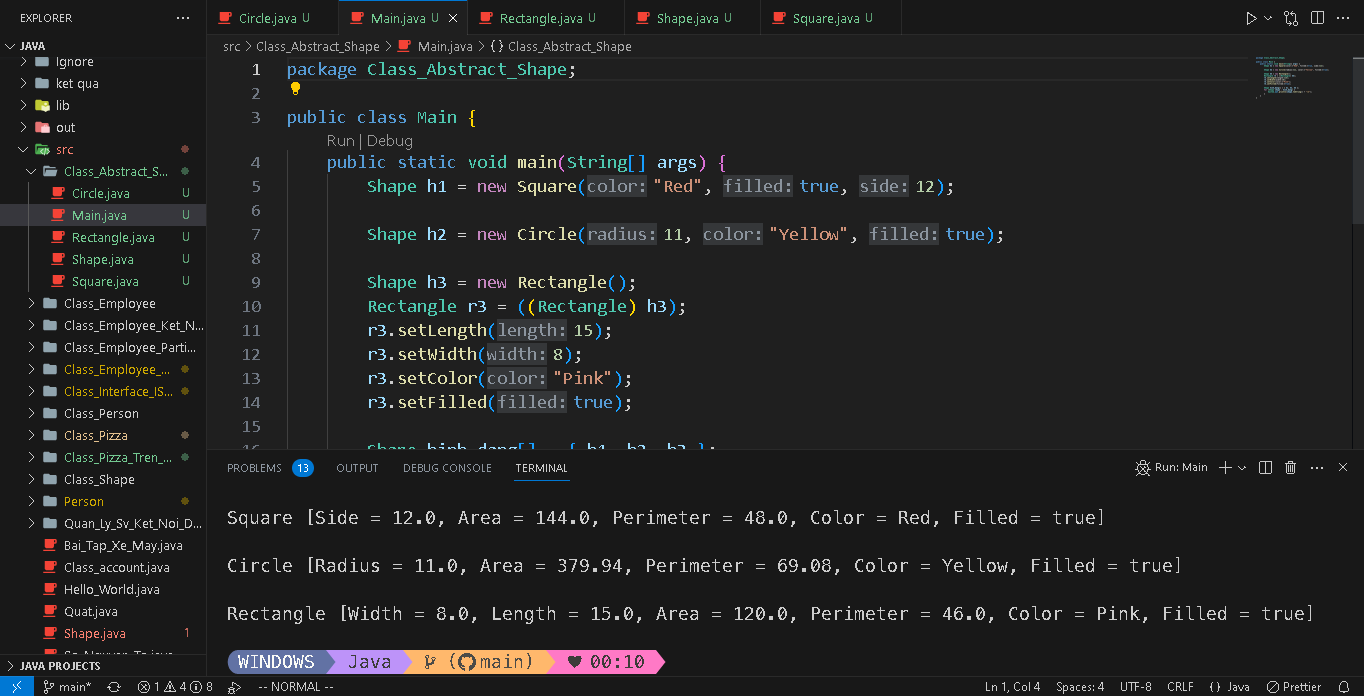 EXPLORER
JAVA
Ignore
ket qua
lib
out
src
Class_Abstract_S...
Circle.java U
Main.java U
Rectangle.java U
Shape.java U
Square.java U
Class_Employee
Class_Employee_Ket_N...
Class_Employee_Parti...
Class_Employee_...
Class_Interface_IS...
Class_Person
Class_Pizza
Class_Pizza_Tren_...
Class_Shape
Person
Quan_Ly_Sv_Ket_Noi_D...
Bai_Tap_Xe_May.java
Class_account.java
Hello_World.java
Quat.java
Shape.java 1
JAVA PROJECTS
Circle.java U Main.java U Rectangle.java U Shape.java U Square.java U
src > Class_Abstract_Shape > Main.java > {} Class_Abstract_Shape
1 package Class_Abstract_Shape;
2
3 public class Main {
Run | Debug
4 public static void main(String[] args) {
5 Shape h1 = new Square(color: "Red", filled: true, side: 12);
6
7 Shape h2 = new Circle(radius: 11, color: "Yellow", filled: true);
8
9 Shape h3 = new Rectangle();
10 Rectangle r3 = ((Rectangle) h3);
11 r3.setLength(length: 15);
12 r3.setWidth(width: 8);
13 r3.setColor(color: "Pink");
14 r3.setFilled(filled: true);
15
16 Shape hinh_dang[] = { h1, h2, h3 };
PROBLEMS 13 OUTPUT DEBUG CONSOLE TERMINAL Run: Main
Square [Side = 12.0, Area = 144.0, Perimeter = 48.0, Color = Red, Filled = true]
Circle [Radius = 11.0, Area = 379.94, Perimeter = 69.08, Color = Yellow, Filled = true]
Rectangle [Width = 8.0, Length = 15.0, Area = 120.0, Perimeter = 46.0, Color = Pink, Filled = true]
WINDOWS Java (main) ♥ 00:10
main* 1 4 8 -- NORMAL -- Ln 1, Col 4 Spaces: 4 UTF-8 CRLF {} Java Prettier